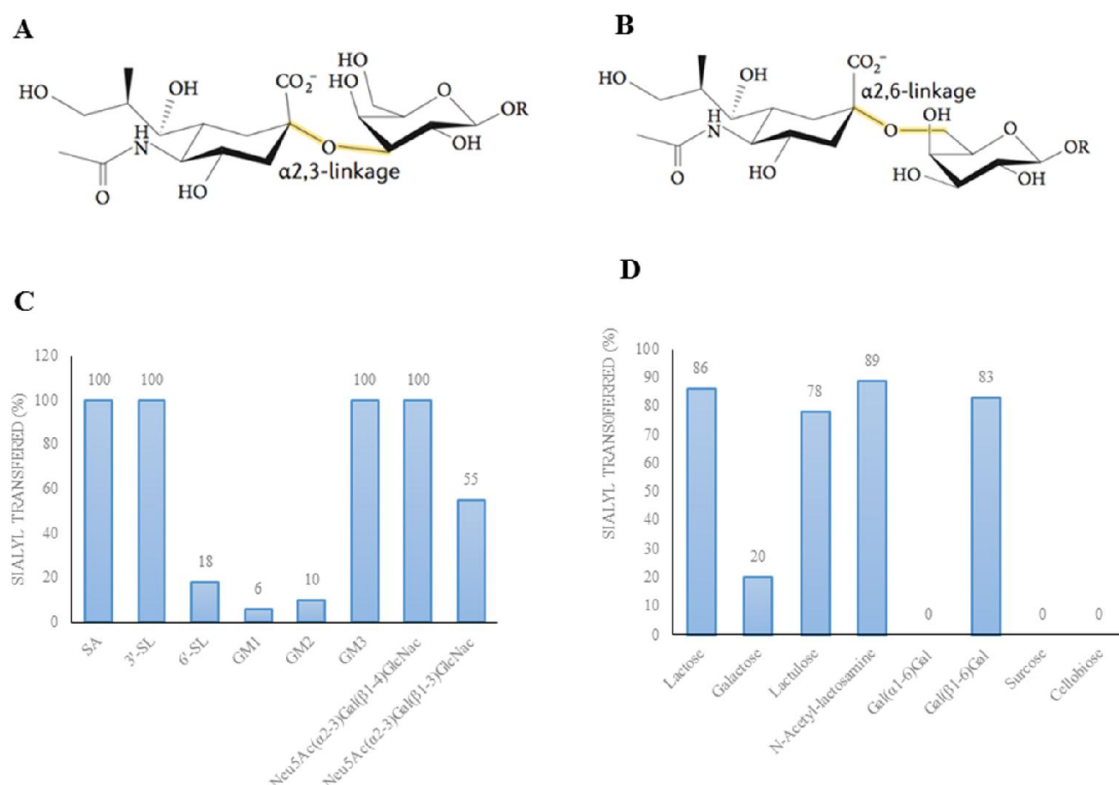 A
HO
OH
CO₂⁻
HO
HO
O
OR
OH
H
N
O
HO
O
α2,3-linkage
B
HO
OH
CO₂⁻
α2,6-linkage
OH
O
O
OR
H
N
O
HO
HO
OH
C
SIALYL TRANSFERED (%)
120
100
80
60
40
20
0
100
100
18
6
10
100
100
55
SA
3'-SL
6'-SL
GM1
GM2
GM3
Neu5Ac(α2-3)Gal(β1-4)GlcNac
Neu5Ac(α2-3)Gal(β1-3)GlcNac
D
SIALYL TRANS0FERRED (%)
100
90
80
70
60
50
40
30
20
10
0
86
20
78
89
0
83
0
0
Lactose
Galactose
Lactulose
N-Acetyl-lactosamine
Gal(α1-6)Gal
Gal(β1-6)Gal
Surcose
Cellobiose